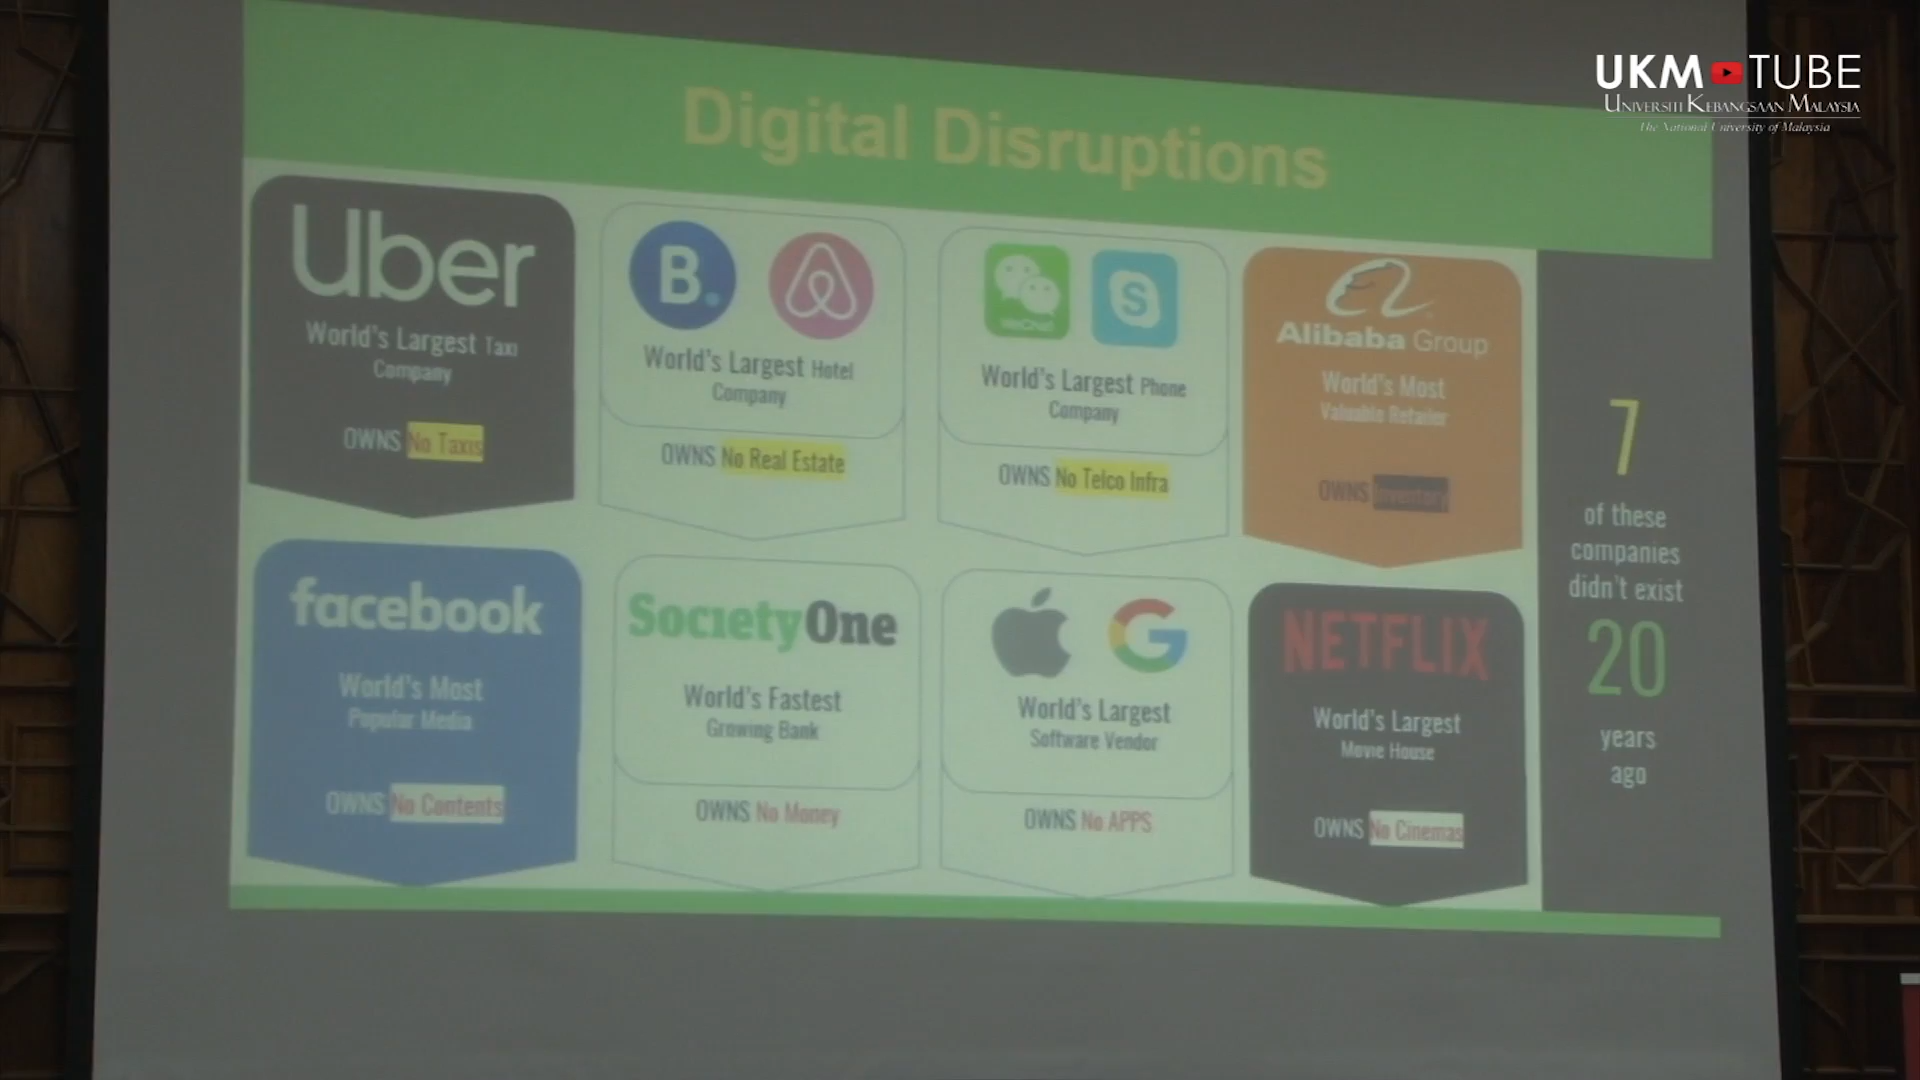 UKM TUBE
UNIVERSITI KEBANGSAAN MALAYSIA
The National University of Malaysia
Digital Disruptions
Uber
World's Largest Taxi
Company
OWNS No Taxis
B.
World's Largest Hotel
Company
OWNS No Real Estate
S
World's Largest Phone
Company
OWNS No Telco Infra
Alibaba Group
World's Most
Valuable Retailer
OWNS Inventory
facebook
World's Most
Popular Media
OWNS No Contents
SocietyOne
World's Fastest
Growing Bank
OWNS No Money
G
World's Largest
Software Vendor
OWNS No APPS
NETFLIX
World's Largest
Movie House
OWNS No Cinemas
7
of these
companies
didn't exist
20
years
ago